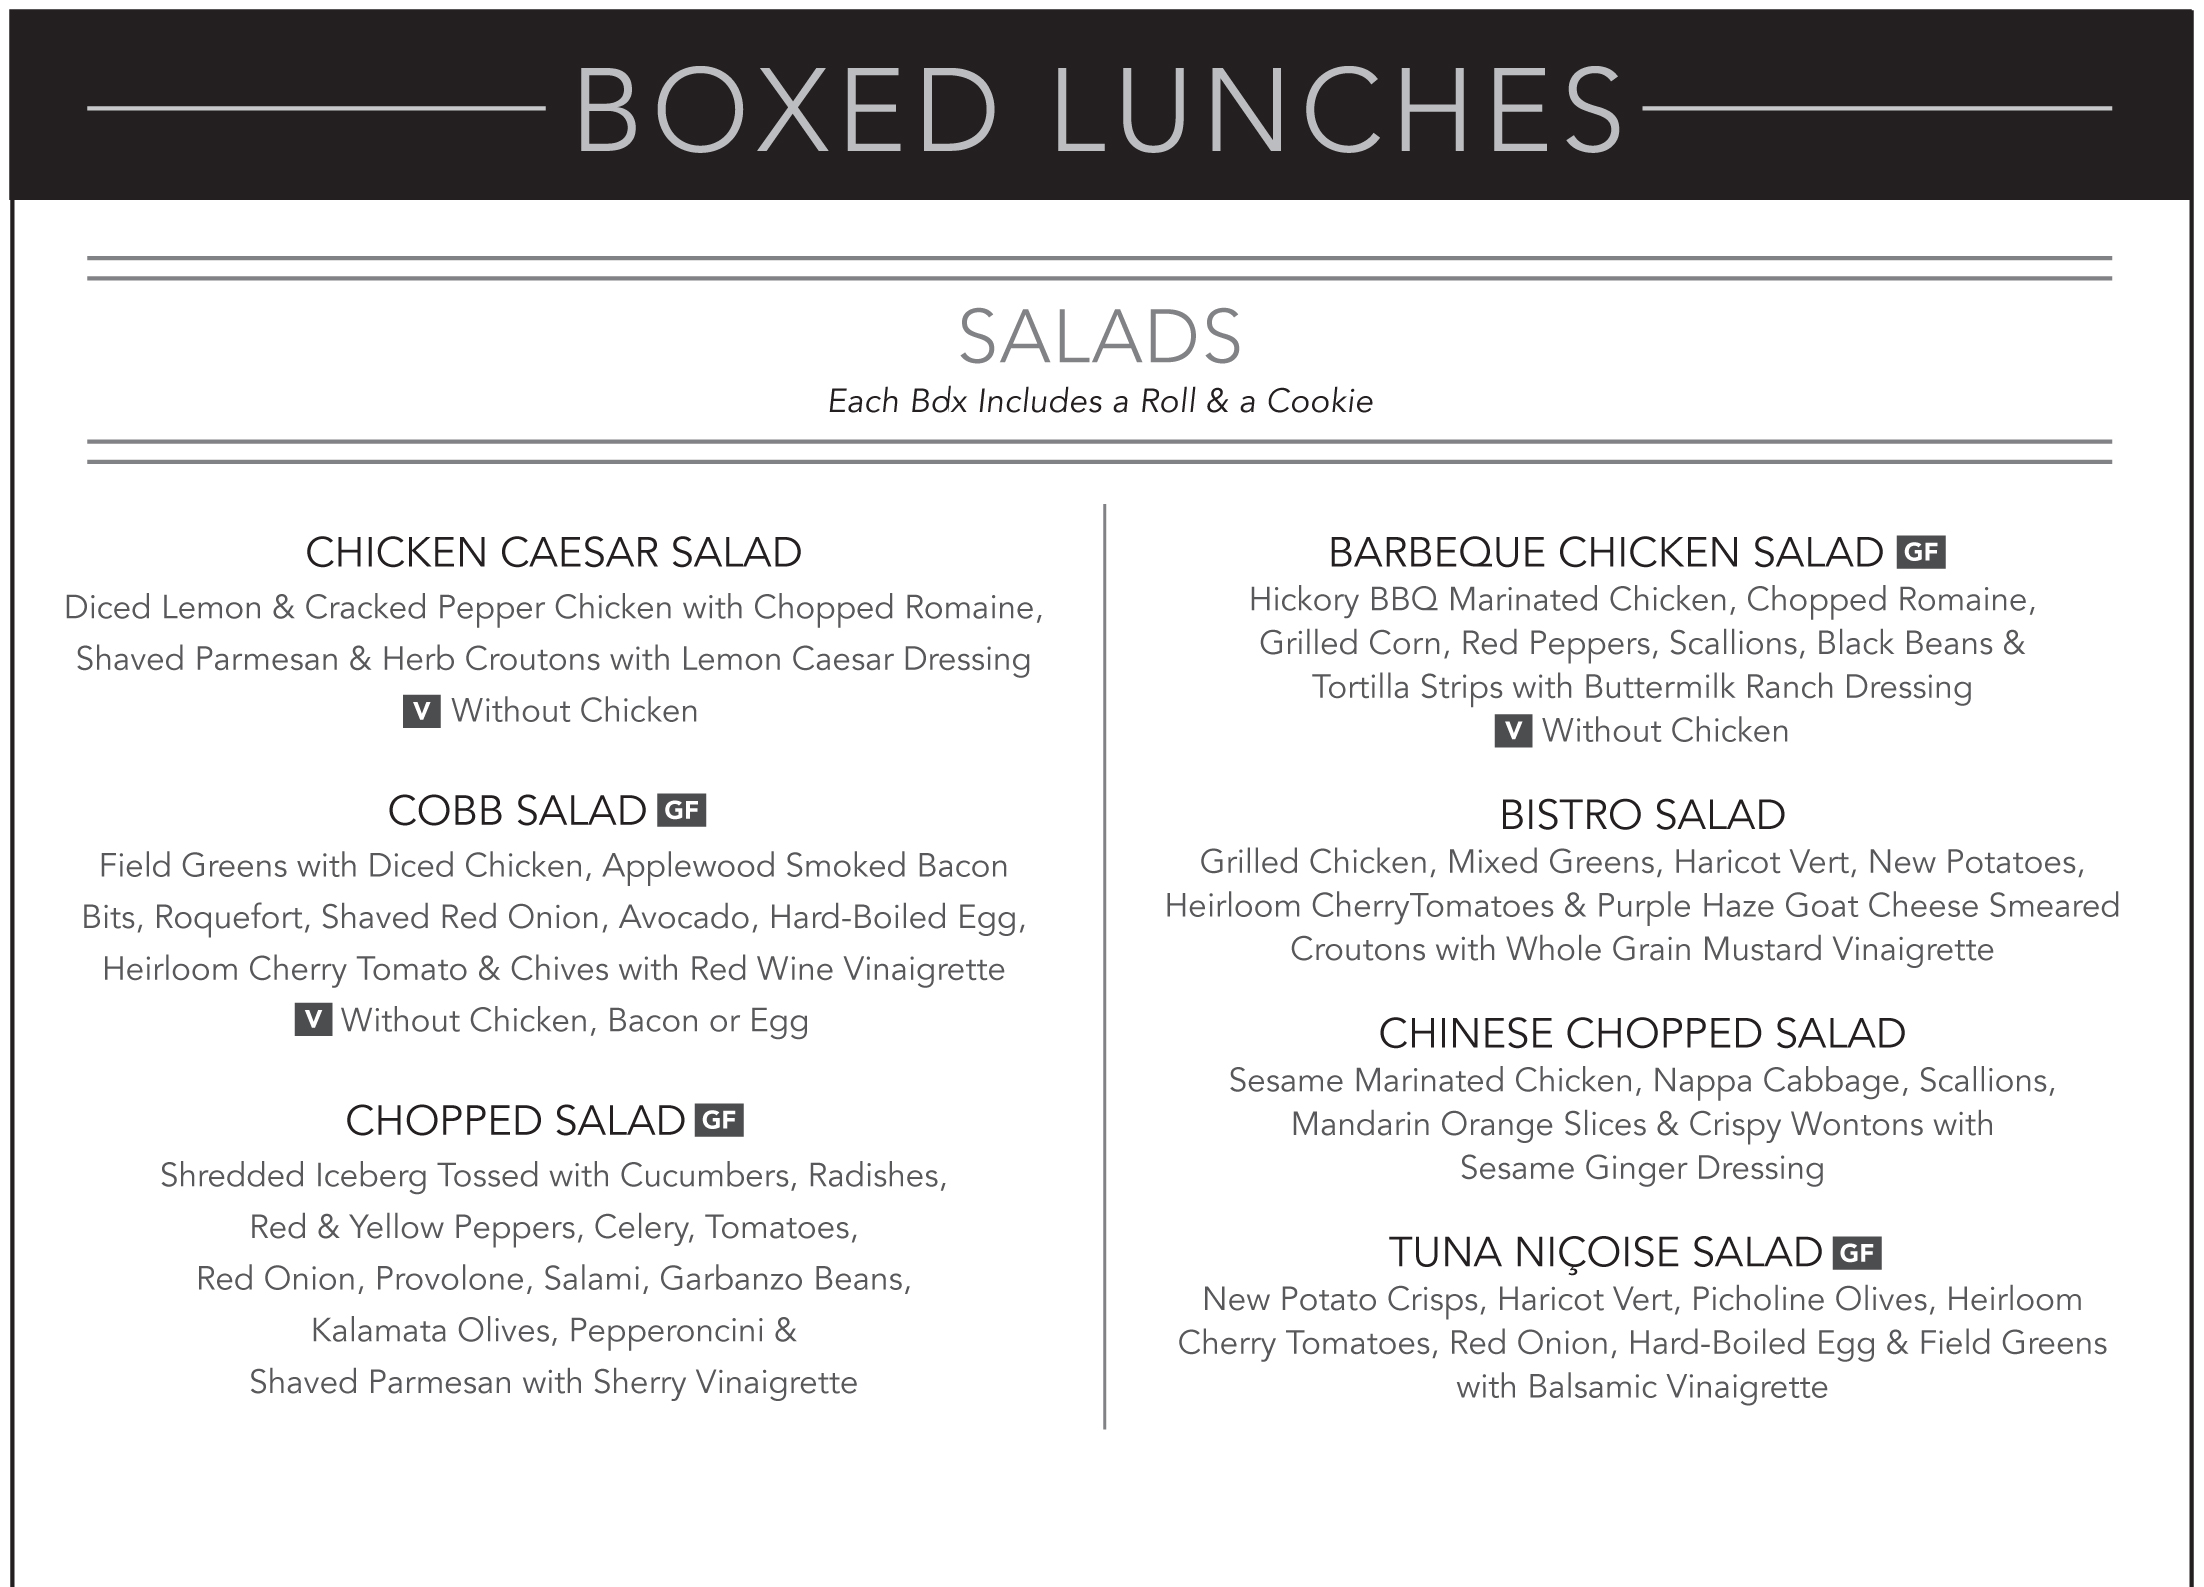 BOXED LUNCHES
SALADS
Each Bdx Includes a Roll & a Cookie
CHICKEN CAESAR SALAD
Diced Lemon & Cracked Pepper Chicken with Chopped Romaine,
Shaved Parmesan & Herb Croutons with Lemon Caesar Dressing
V Without Chicken
COBB SALAD GF
Field Greens with Diced Chicken, Applewood Smoked Bacon
Bits, Roquefort, Shaved Red Onion, Avocado, Hard-Boiled Egg,
Heirloom Cherry Tomato & Chives with Red Wine Vinaigrette
V Without Chicken, Bacon or Egg
CHOPPED SALAD GF
Shredded Iceberg Tossed with Cucumbers, Radishes,
Red & Yellow Peppers, Celery, Tomatoes,
Red Onion, Provolone, Salami, Garbanzo Beans,
Kalamata Olives, Pepperoncini &
Shaved Parmesan with Sherry Vinaigrette
BARBEQUE CHICKEN SALAD GF
Hickory BBQ Marinated Chicken, Chopped Romaine,
Grilled Corn, Red Peppers, Scallions, Black Beans &
Tortilla Strips with Buttermilk Ranch Dressing
V Without Chicken
BISTRO SALAD
Grilled Chicken, Mixed Greens, Haricot Vert, New Potatoes,
Heirloom CherryTomatoes & Purple Haze Goat Cheese Smeared
Croutons with Whole Grain Mustard Vinaigrette
CHINESE CHOPPED SALAD
Sesame Marinated Chicken, Nappa Cabbage, Scallions,
Mandarin Orange Slices & Crispy Wontons with
Sesame Ginger Dressing
TUNA NIÇOISE SALAD GF
New Potato Crisps, Haricot Vert, Picholine Olives, Heirloom
Cherry Tomatoes, Red Onion, Hard-Boiled Egg & Field Greens
with Balsamic Vinaigrette